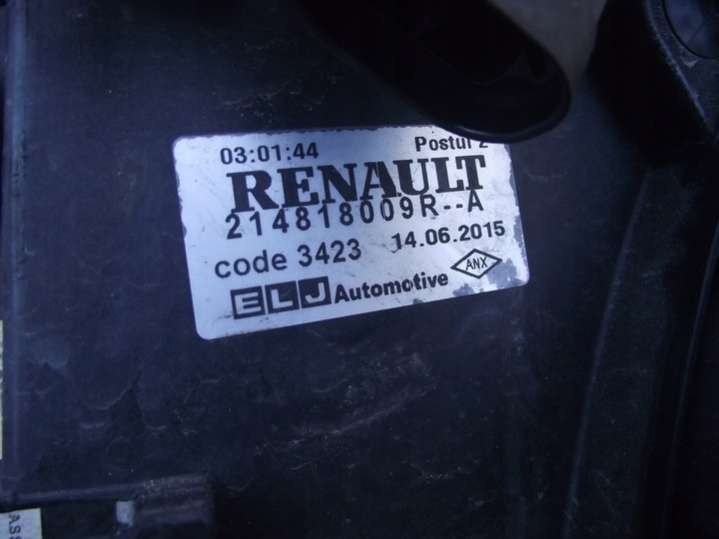 03:01:44 Postul 2
RENAULT
214818009R--A
code 3423 14.06.2015
ELJ Automotive ANX